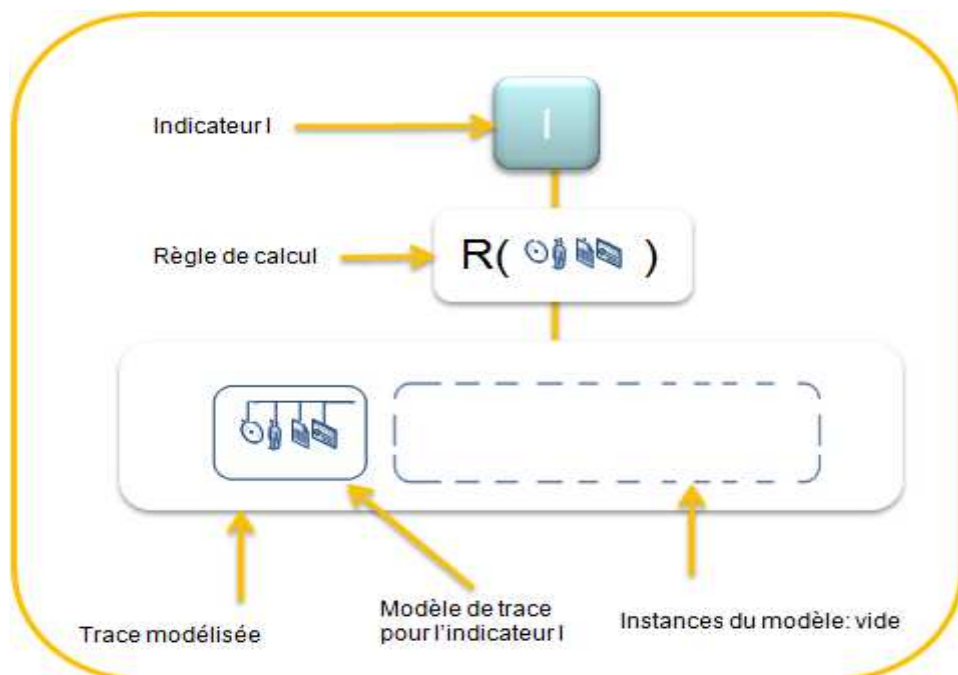 Indicateur I
I
Règle de calcul
R( )
Trace modélisée
Modèle de trace
pour l'indicateur I
Instances du modèle: vide